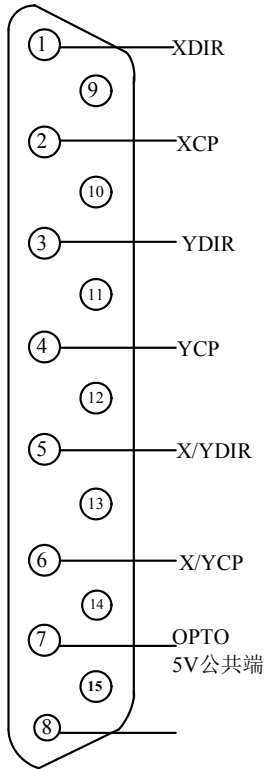 1 XDIR
9
2 XCP
10
3 YDIR
11
4 YCP
12
5 X/YDIR
13
6 X/YCP
14
7 OPTO
5V公共端
15
8